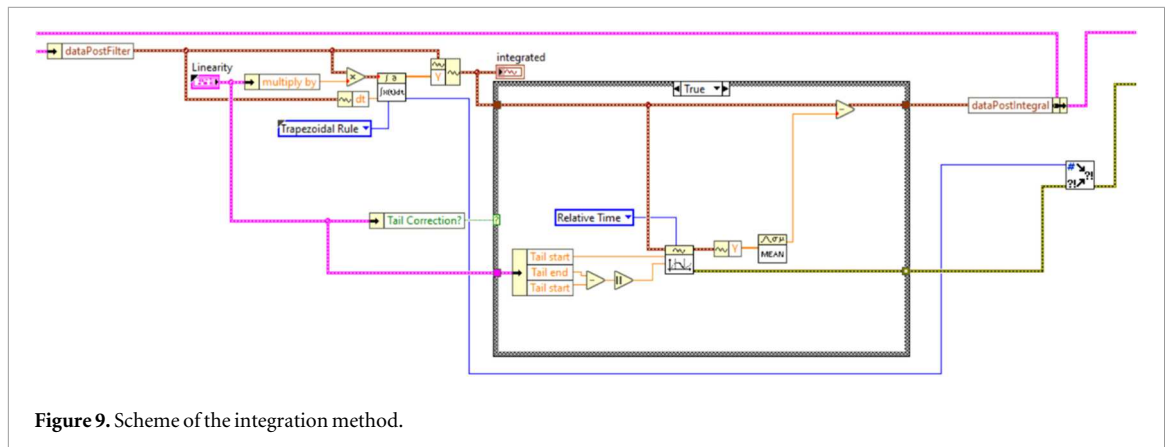 dataPostFilter
integrated
Linearity
multiply by
Y
∫ ∂
∫x(t)dt
dt
True
dataPostIntegral
Trapezoidal Rule
#
?!
?!
?!
Tail Correction?
?
Relative Time
Tail start
Tail end
Tail start
Y
σ μ
MEAN
Figure 9. Scheme of the integration method.